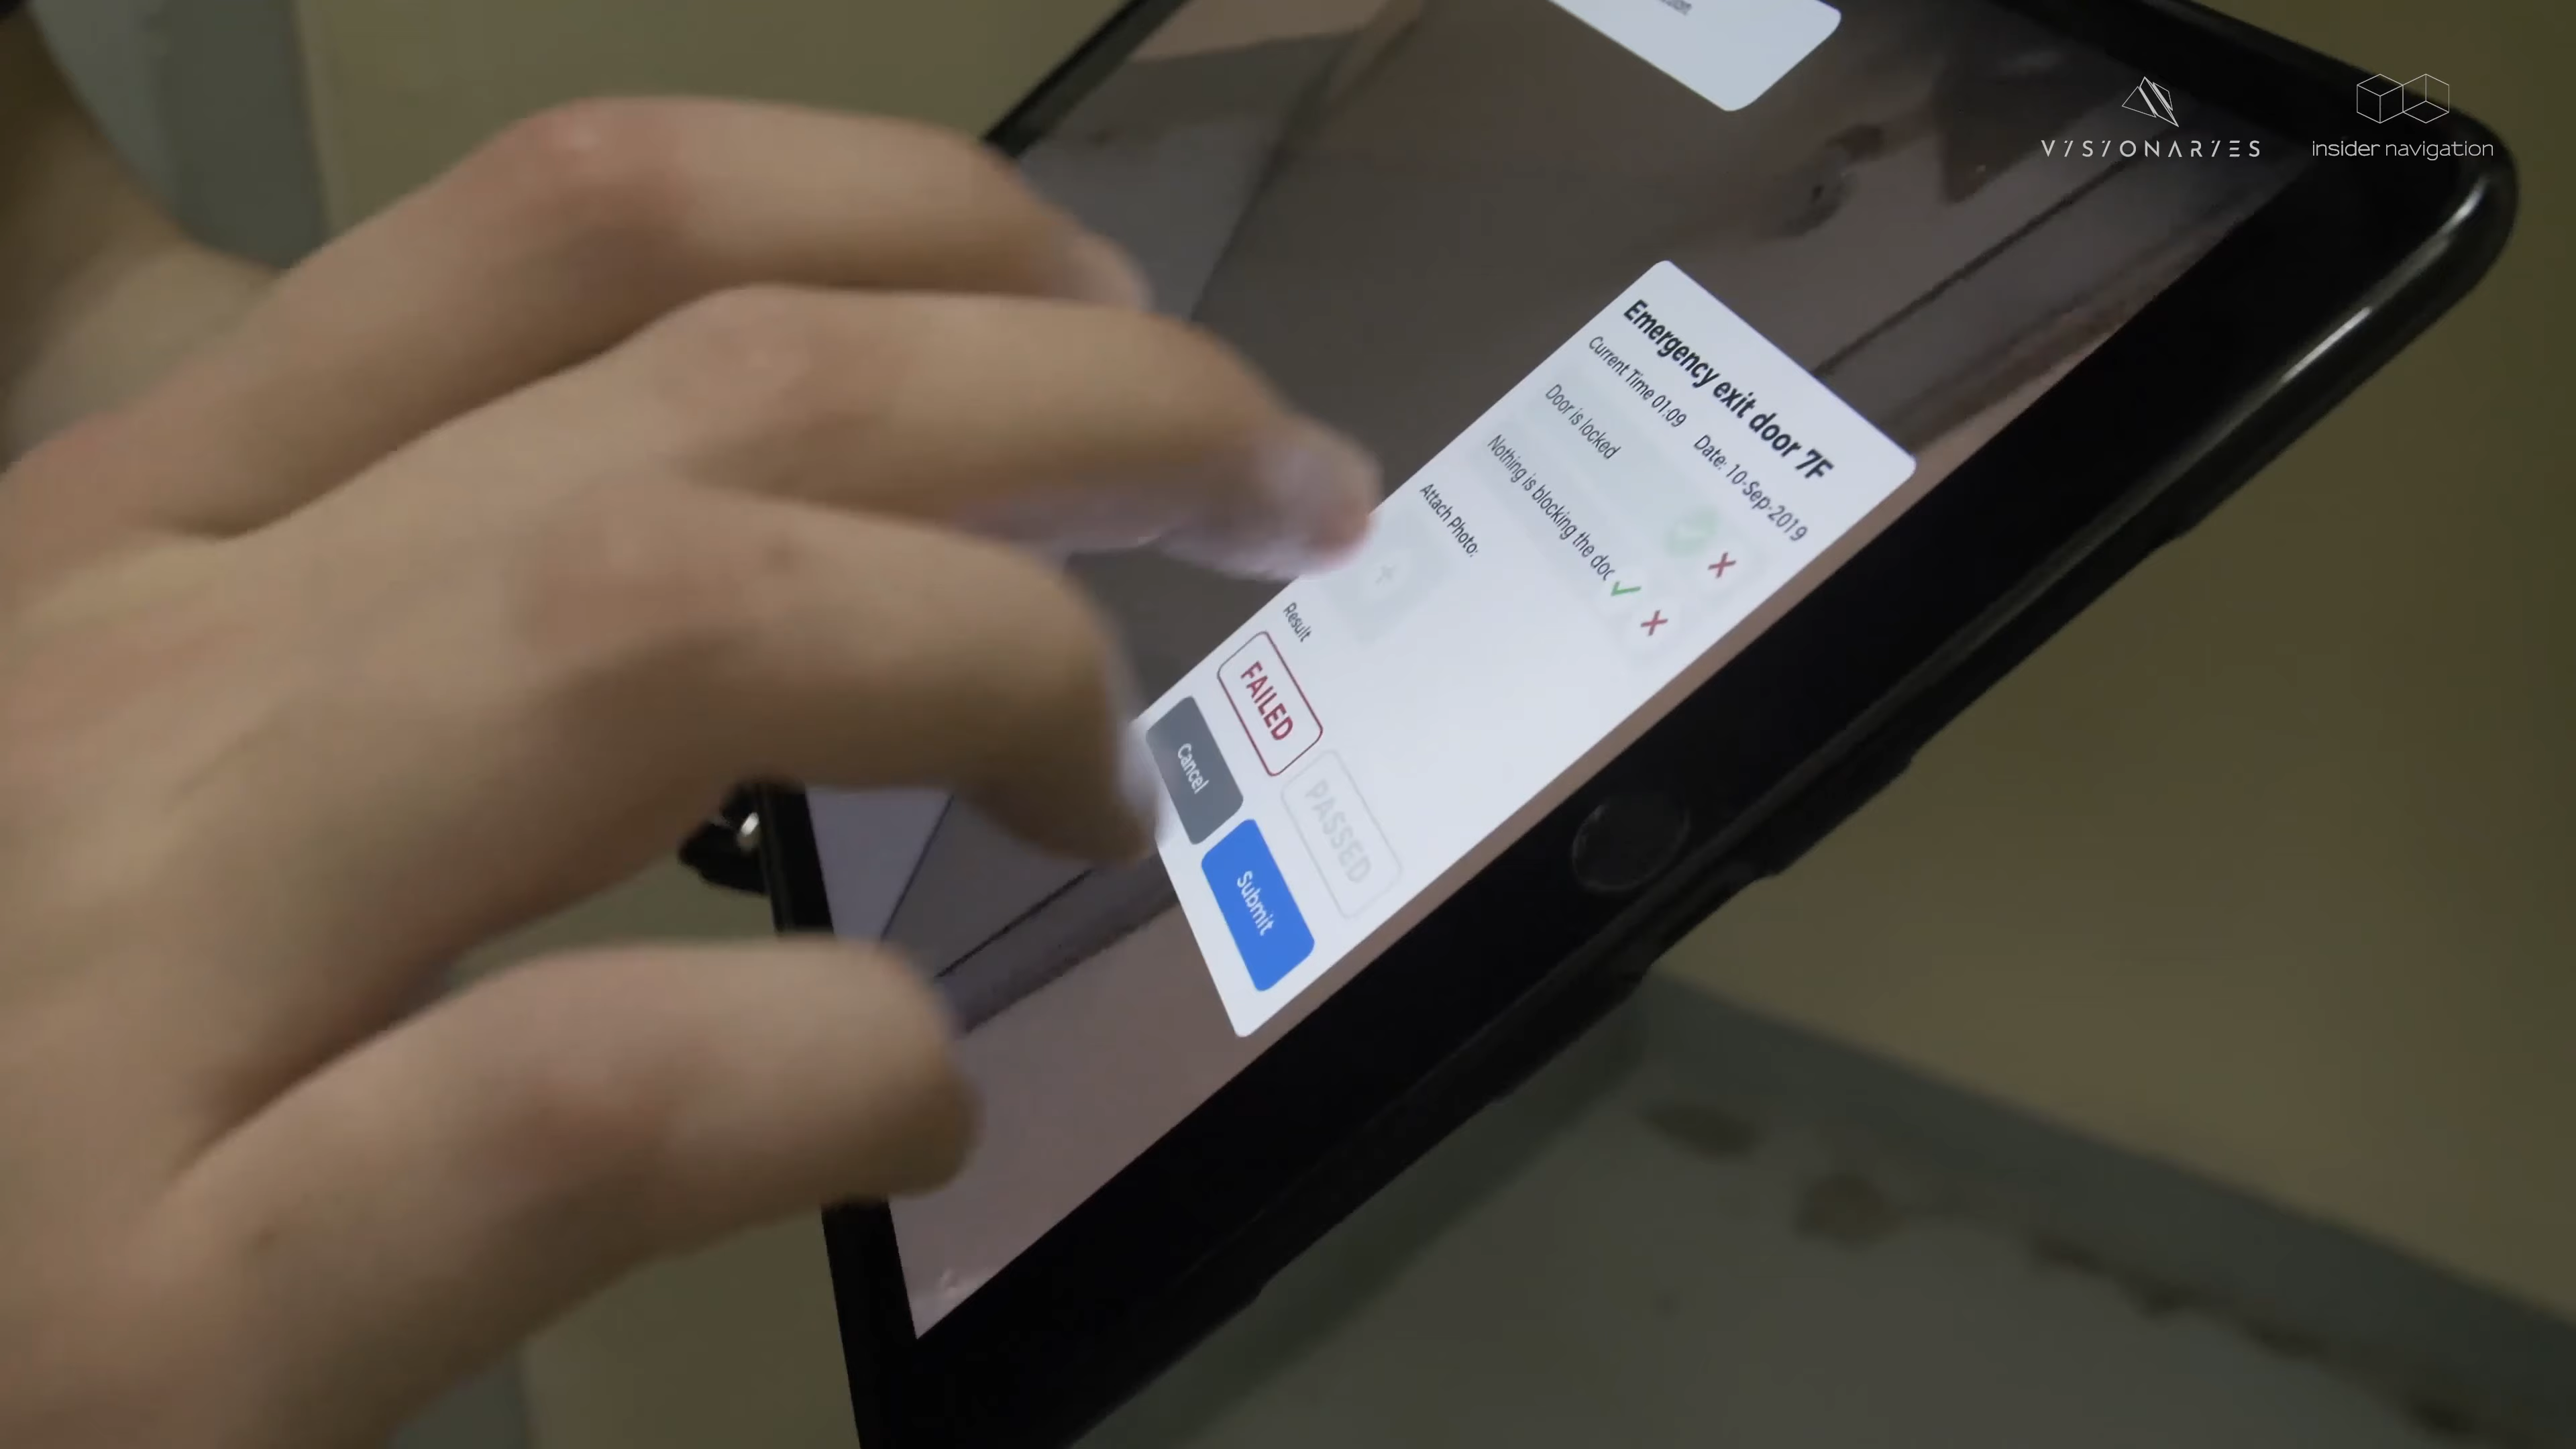 VISIONARIES
insider navigation
Emergency exit door 7F
Current Time 01:09 Date: 10-Sep-2019
Door is locked
Nothing is blocking the doc
Attach Photo:
Result
FAILED PASSED
Cancel Submit